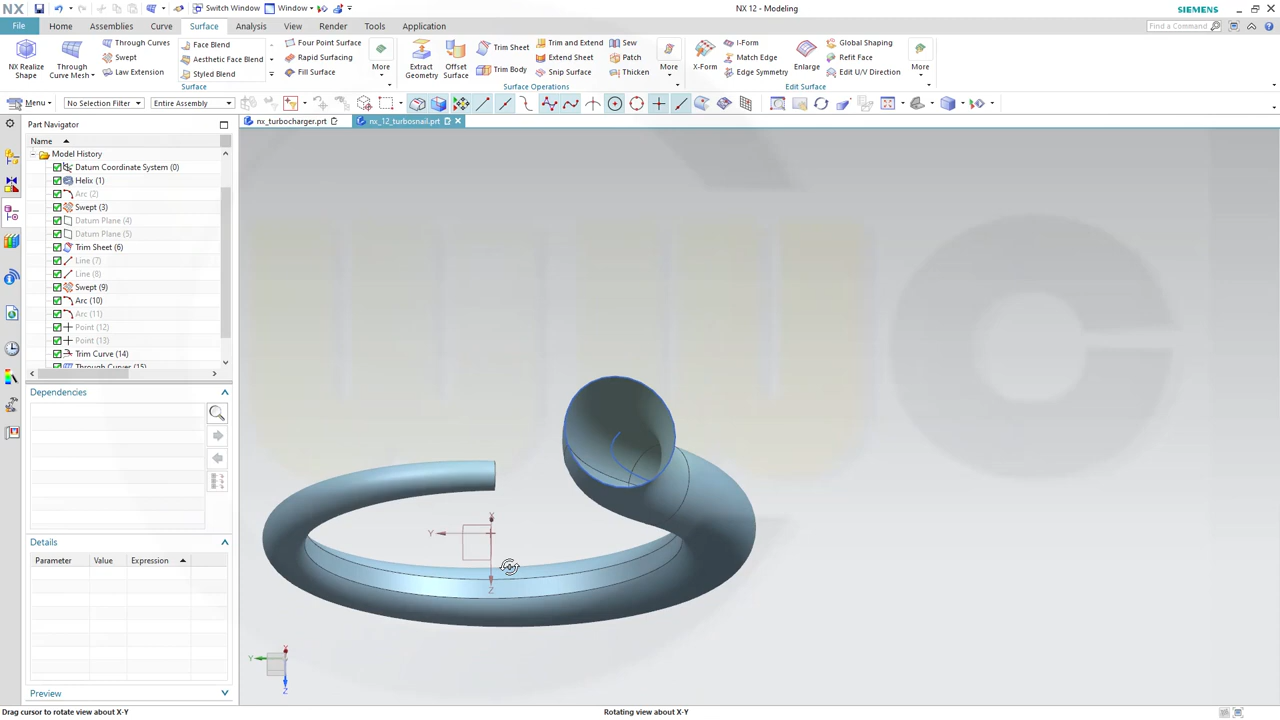 NX
Switch Window
Window
NX 12 - Modeling
SIEMENS
File
Home
Assemblies
Curve
Surface
Analysis
View
Render
Tools
Application
Find a Command
NX Realize Shape
Through Curve Mesh
Through Curves
Swept
Law Extension
Face Blend
Aesthetic Face Blend
Styled Blend
Four Point Surface
Rapid Surfacing
Fill Surface
More
Surface
Extract Geometry
Offset Surface
Trim Sheet
Trim Body
Trim and Extend
Extend Sheet
Snip Surface
Sew
Patch
Thicken
More
Surface Operations
X-Form
I-Form
Match Edge
Edge Symmetry
Enlarge
Global Shaping
Refit Face
Edit U/V Direction
More
Edit Surface
Menu
No Selection Filter
Entire Assembly
Part Navigator
nx_turbocharger.prt
nx_12_turbosnail.prt
Name
Model History
Datum Coordinate System (0)
Helix (1)
Arc (2)
Swept (3)
Datum Plane (4)
Datum Plane (5)
Trim Sheet (6)
Line (7)
Line (8)
Swept (9)
Arc (10)
Arc (11)
Point (12)
Point (13)
Trim Curve (14)
Through Curves (15)
Dependencies
Details
Parameter
Value
Expression
Preview
X
Y
Z
X
Y
Z
Drag cursor to rotate view about X-Y
Rotating view about X-Y